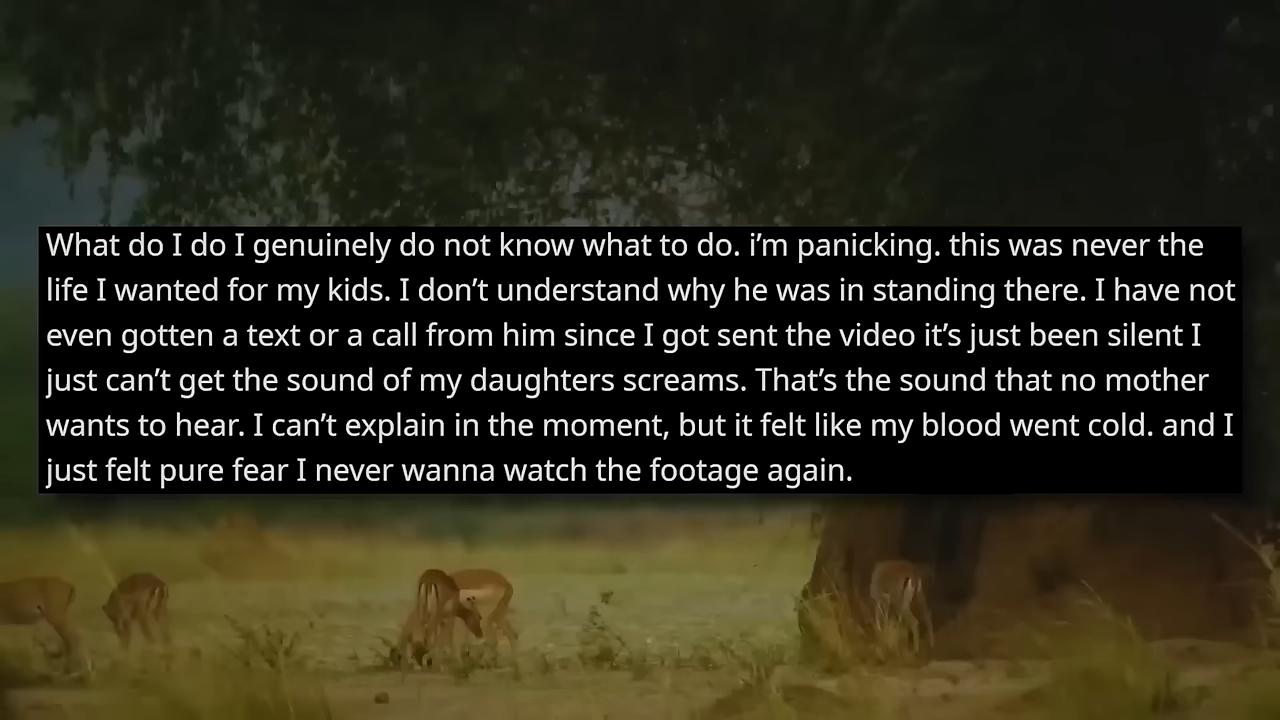 What do I do I genuinely do not know what to do. i’m panicking. this was never the
life I wanted for my kids. I don’t understand why he was in standing there. I have not
even gotten a text or a call from him since I got sent the video it’s just been silent I
just can’t get the sound of my daughters screams. That’s the sound that no mother
wants to hear. I can’t explain in the moment, but it felt like my blood went cold. and I
just felt pure fear I never wanna watch the footage again.